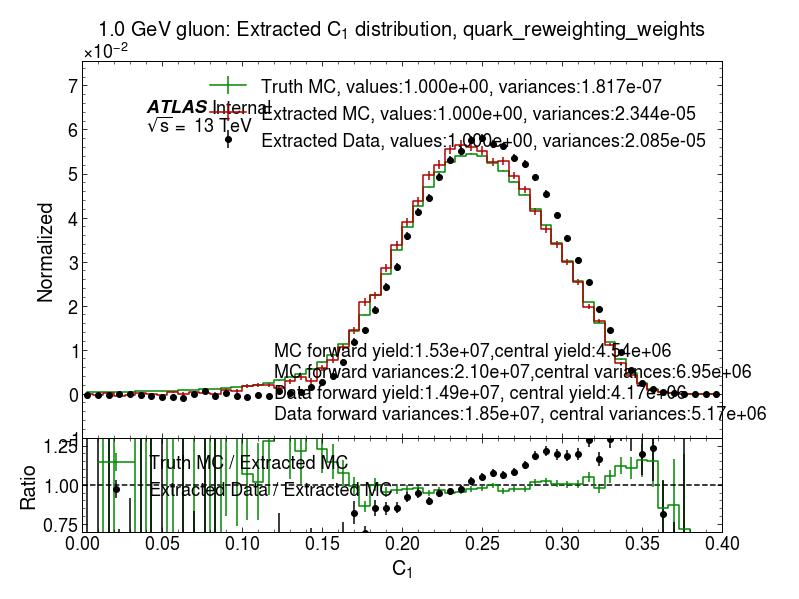 1.0 GeV gluon: Extracted C₁ distribution, quark_reweighting_weights
×10⁻²
Truth MC, values:1.000e+00, variances:1.817e-07
ATLAS Internal
Extracted MC, values:1.000e+00, variances:2.344e-05
√s = 13 TeV
Extracted Data, values:1.000e+00, variances:2.085e-05
7
6
5
4
3
2
1
0
−1
Normalized
MC forward yield:1.53e+07,central yield:4.54e+06
MC forward variances:2.10e+07,central variances:6.95e+06
Data forward yield:1.49e+07, central yield:4.17e+06
Data forward variances:1.85e+07, central variances:5.17e+06
1.25
1.00
0.75
Ratio
Truth MC / Extracted MC
Extracted Data / Extracted MC
0.00 0.05 0.10 0.15 0.20 0.25 0.30 0.35 0.40
C₁